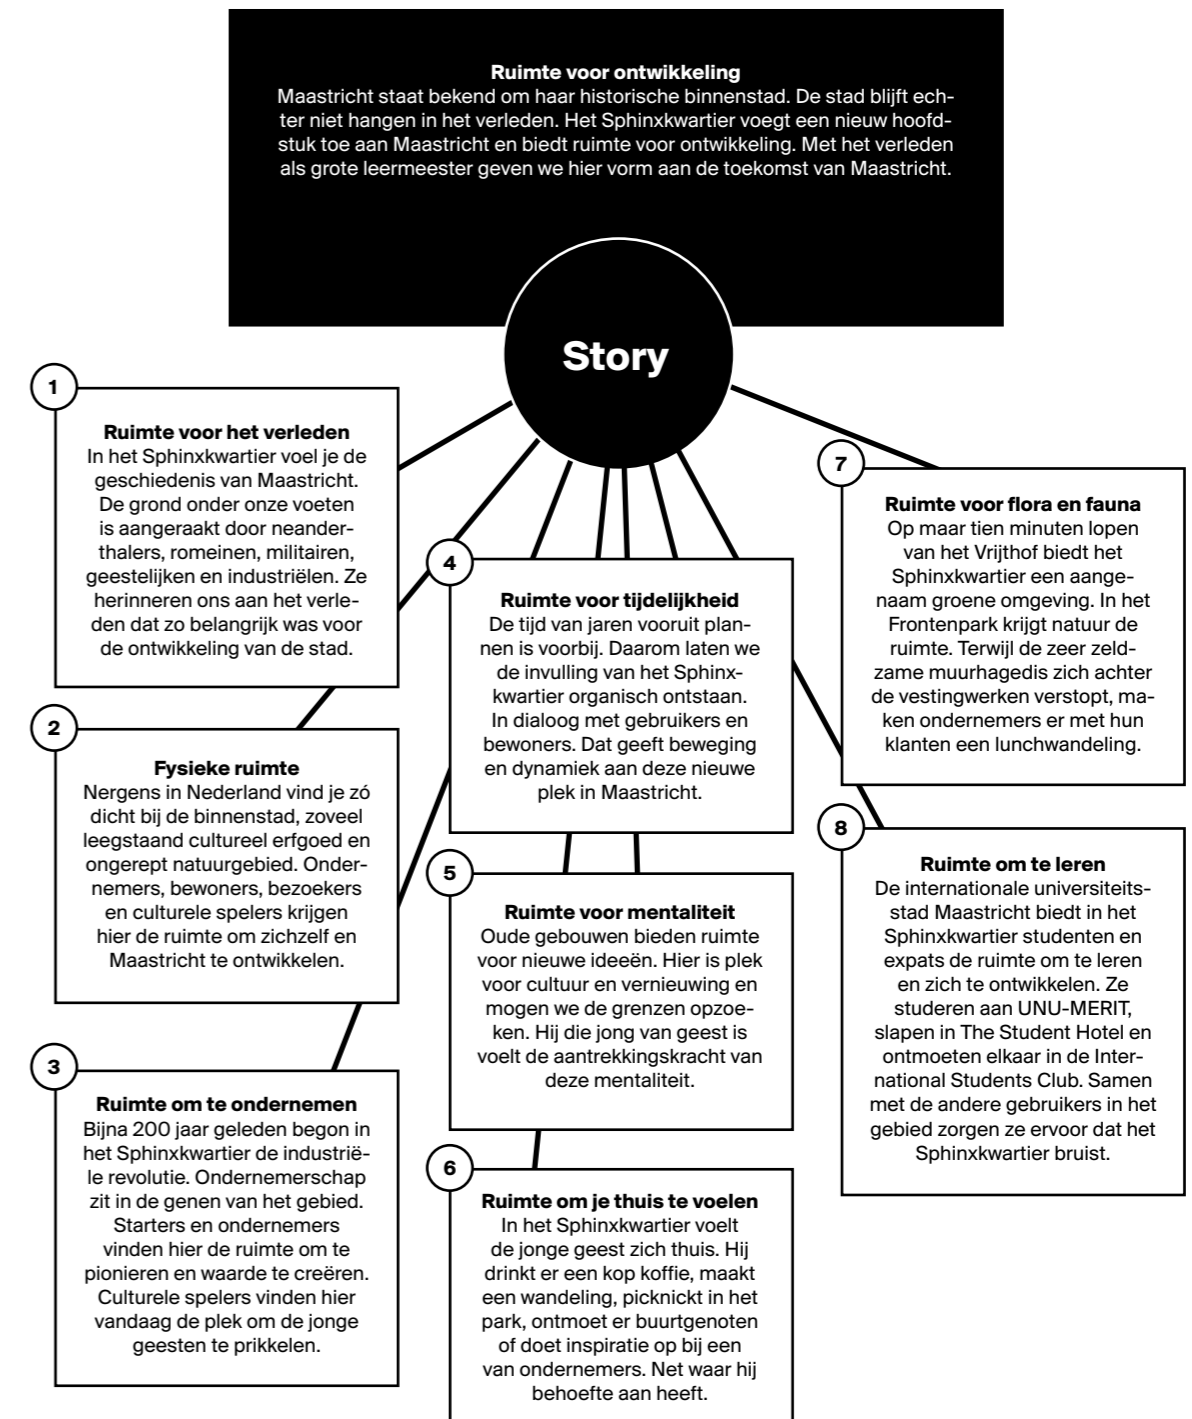 Ruimte voor ontwikkeling
Maastricht staat bekend om haar historische binnenstad. De stad blijft ech-
ter niet hangen in het verleden. Het Sphinxkwartier voegt een nieuw hoofd-
stuk toe aan Maastricht en biedt ruimte voor ontwikkeling. Met het verleden
als grote leermeester geven we hier vorm aan de toekomst van Maastricht.
Story
1
Ruimte voor het verleden
In het Sphinxkwartier voel je de
geschiedenis van Maastricht.
De grond onder onze voeten
is aangeraakt door neander-
thalers, romeinen, militairen,
geestelijken en industriëlen. Ze
herinneren ons aan het verle-
den dat zo belangrijk was voor
de ontwikkeling van de stad.
2
Fysieke ruimte
Nergens in Nederland vind je zó
dicht bij de binnenstad, zoveel
leegstaand cultureel erfgoed en
ongerept natuurgebied. Onder-
nemers, bewoners, bezoekers
en culturele spelers krijgen
hier de ruimte om zichzelf en
Maastricht te ontwikkelen.
3
Ruimte om te ondernemen
Bijna 200 jaar geleden begon in
het Sphinxkwartier de industrië-
le revolutie. Ondernemerschap
zit in de genen van het gebied.
Starters en ondernemers
vinden hier de ruimte om te
pionieren en waarde te creëren.
Culturele spelers vinden hier
vandaag de plek om de jonge
geesten te prikkelen.
4
Ruimte voor tijdelijkheid
De tijd van jaren vooruit plan-
nen is voorbij. Daarom laten we
de invulling van het Sphinx-
kwartier organisch ontstaan.
In dialoog met gebruikers en
bewoners. Dat geeft beweging
en dynamiek aan deze nieuwe
plek in Maastricht.
5
Ruimte voor mentaliteit
Oude gebouwen bieden ruimte
voor nieuwe ideeën. Hier is plek
voor cultuur en vernieuwing en
mogen we de grenzen opzoe-
ken. Hij die jong van geest is
voelt de aantrekkingskracht van
deze mentaliteit.
6
Ruimte om je thuis te voelen
In het Sphinxkwartier voelt
de jonge geest zich thuis. Hij
drinkt er een kop koffie, maakt
een wandeling, picknickt in het
park, ontmoet er buurtgenoten
of doet inspiratie op bij een
van ondernemers. Net waar hij
behoefte aan heeft.
7
Ruimte voor flora en fauna
Op maar tien minuten lopen
van het Vrijthof biedt het
Sphinxkwartier een aange-
naam groene omgeving. In het
Frontenpark krijgt natuur de
ruimte. Terwijl de zeer zeld-
zame muurhagedis zich achter
de vestingwerken verstopt, ma-
ken ondernemers er met hun
klanten een lunchwandeling.
8
Ruimte om te leren
De internationale universiteits-
stad Maastricht biedt in het
Sphinxkwartier studenten en
expats de ruimte om te leren
en zich te ontwikkelen. Ze
studeren aan UNU-MERIT,
slapen in The Student Hotel en
ontmoeten elkaar in de Inter-
national Students Club. Samen
met de andere gebruikers in het
gebied zorgen ze ervoor dat het
Sphinxkwartier bruist.